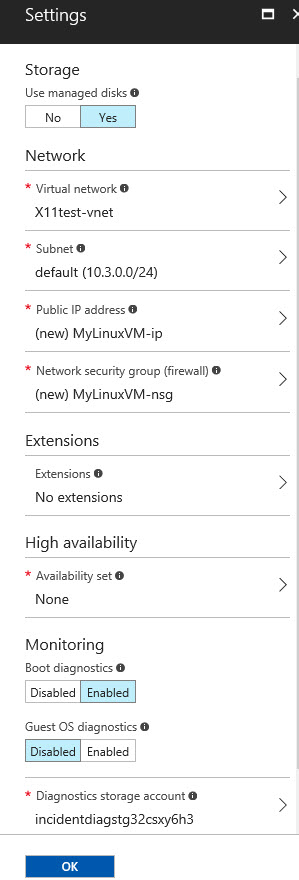 Settings
Storage
Use managed disks
No Yes
Network
* Virtual network
X11test-vnet
* Subnet
default (10.3.0.0/24)
* Public IP address
(new) MyLinuxVM-ip
* Network security group (firewall)
(new) MyLinuxVM-nsg
Extensions
Extensions
No extensions
High availability
* Availability set
None
Monitoring
Boot diagnostics
Disabled Enabled
Guest OS diagnostics
Disabled Enabled
* Diagnostics storage account
incidentdiagstg32csxy6h3
OK